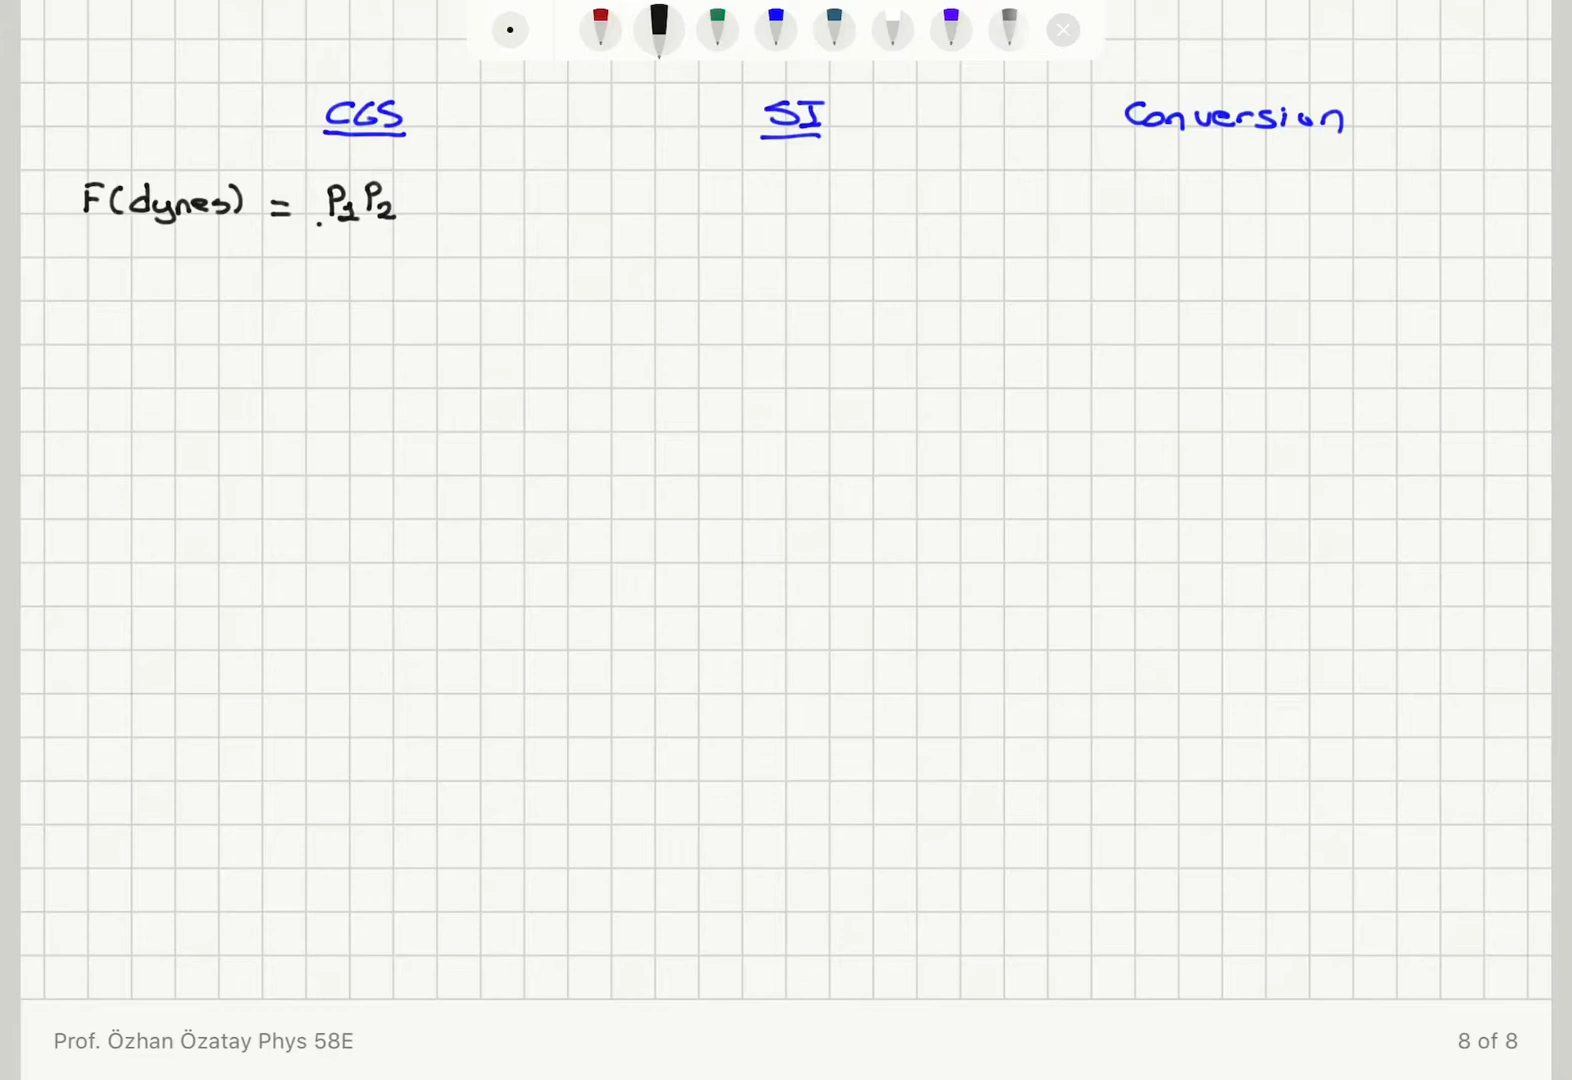 CGS SI Conversion
F(dynes) = P₁P₂
Prof. Özhan Özatay Phys 58E 8 of 8